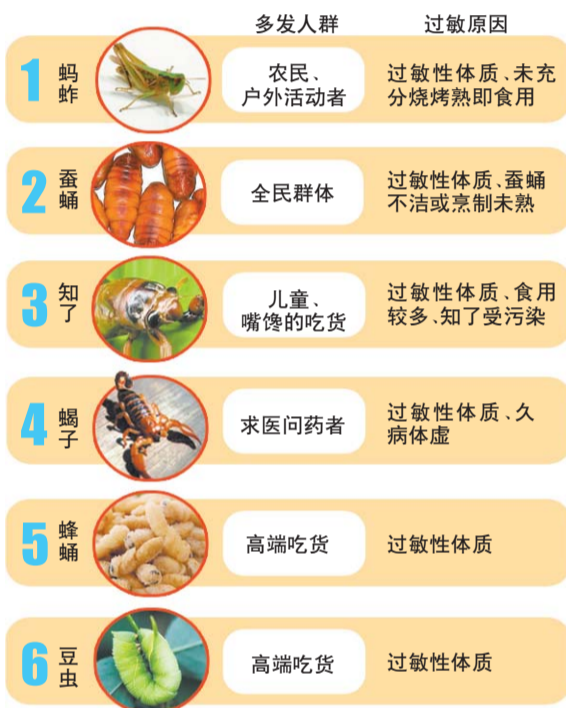 多发人群 过敏原因
1 蚂蚱 农民、户外活动者 过敏性体质、未充
分烧烤熟即食用
2 蚕蛹 全民群体 过敏性体质、蚕蛹
不洁或烹制未熟
3 知了 儿童、嘴馋的吃货 过敏性体质、食用
较多、知了受污染
4 蝎子 求医问药者 过敏性体质、久
病体虚
5 蜂蛹 高端吃货 过敏性体质
6 豆虫 高端吃货 过敏性体质